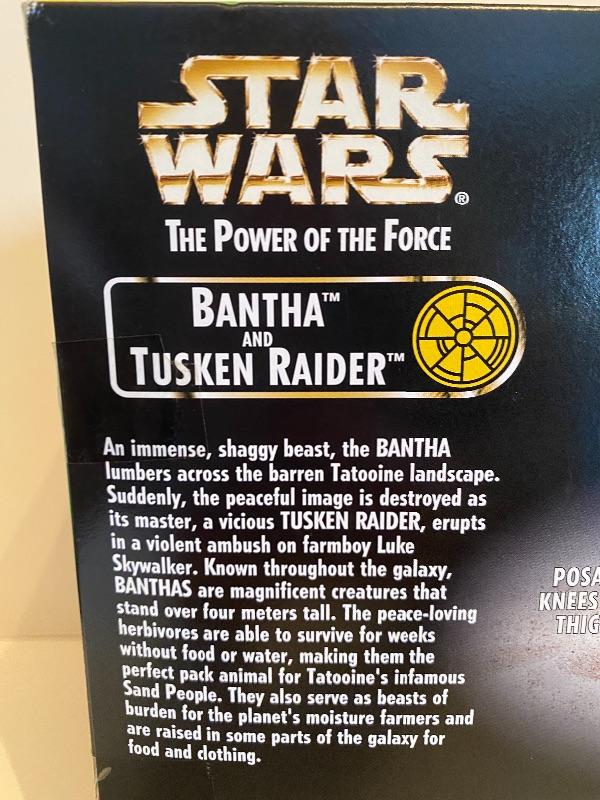 STAR
WARS®
THE POWER OF THE FORCE
BANTHA™
AND
TUSKEN RAIDER™
An immense, shaggy beast, the BANTHA
lumbers across the barren Tatooine landscape.
Suddenly, the peaceful image is destroyed as
its master, a vicious TUSKEN RAIDER, erupts
in a violent ambush on farmboy Luke
Skywalker. Known throughout the galaxy,
BANTHAS are magnificent creatures that
stand over four meters tall. The peace-loving
herbivores are able to survive for weeks
without food or water, making them the
perfect pack animal for Tatooine's infamous
Sand People. They also serve as beasts of
burden for the planet's moisture farmers and
are raised in some parts of the galaxy for
food and clothing.
POSA
KNEES
THIG